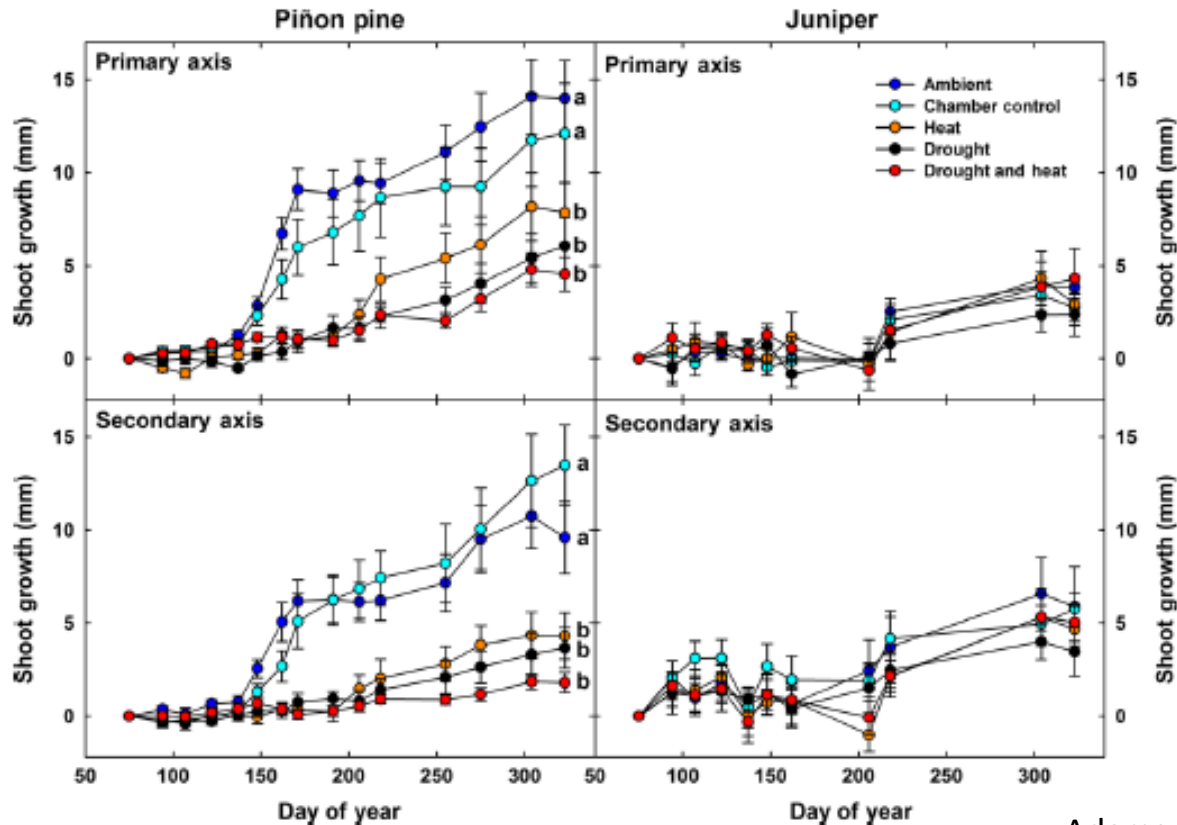 Piñon pine
Juniper
Primary axis
Primary axis
Ambient
Chamber control
Heat
Drought
Drought and heat
15
10
5
0
a
a
b
b
b
15
10
5
0
Shoot growth (mm)
Shoot growth (mm)
Secondary axis
Secondary axis
15
10
5
0
a
a
b
b
b
15
10
5
0
Shoot growth (mm)
Shoot growth (mm)
50 100 150 200 250 300 50 100 150 200 250 300
Day of year
Day of year